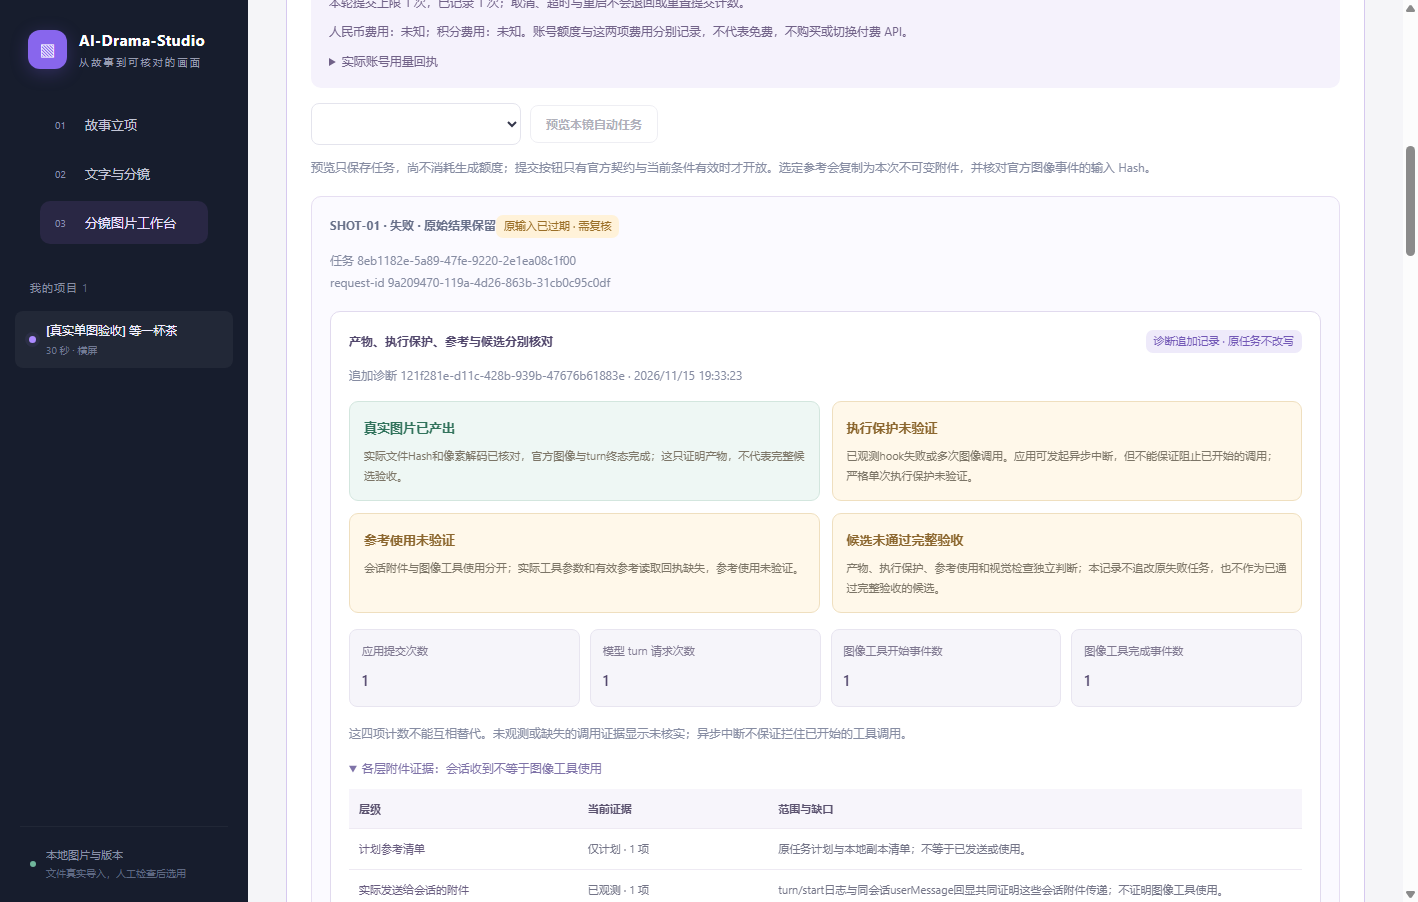 AI-Drama-Studio
从故事到可核对的画面
01 故事立项
02 文字与分镜
03 分镜图片工作台
我的项目 1
[真实单图验收] 等一杯茶
30 秒 · 横屏
本地图片与版本
文件真实导入，人工检查后选用
本轮提交上限 1 次，已记录 1 次；取消、超时与重启不会退回或重置提交计数。
人民币费用：未知；积分费用：未知。账号额度与这两项费用分别记录，不代表免费，不购买或切换付费 API。
▶ 实际账号用量回执
预览本镜自动任务
预览只保存任务，尚不消耗生成额度；提交按钮只有官方契约与当前条件有效时才开放。选定参考会复制为本次不可变附件，并核对官方图像事件的输入 Hash。
SHOT-01 · 失败 · 原始结果保留 原输入已过期 · 需复核
任务 8eb1182e-5a89-47fe-9220-2e1ea08c1f00
request-id 9a209470-119a-4d26-863b-31cb0c95c0df
产物、执行保护、参考与候选分别核对
诊断追加记录 · 原任务不改写
追加诊断 121f281e-d11c-428b-939b-47676b61883e · 2026/11/15 19:33:23
真实图片已产出
实际文件Hash和像素解码已核对，官方图像与turn终态完成；这只证明产物，不代表完整候
选验收。
执行保护未验证
已观测hook失败或多次图像调用。应用可发起异步中断，但不能保证阻止已开始的调用；
严格单次执行保护未验证。
参考使用未验证
会话附件与图像工具使用分开；实际工具参数和有效参考读取回执缺失，参考使用未验证。
候选未通过完整验收
产物、执行保护、参考使用和视觉检查独立判断；本记录不追改原失败任务，也不作为已通
过完整验收的候选。
应用提交次数
1
模型 turn 请求次数
1
图像工具开始事件数
1
图像工具完成事件数
1
这四项计数不能互相替代。未观测或缺失的调用证据显示未核实；异步中断不保证拦住已开始的工具调用。
▼ 各层附件证据：会话收到不等于图像工具使用
层级 当前证据 范围与缺口
计划参考清单 仅计划 · 1 项 原任务计划与本地副本清单；不等于已发送或使用。
实际发送给会话的附件 已观测 · 1 项 turn/start日志与同会话userMessage回显共同证明这些会话附件传递；不证明图像工具使用。